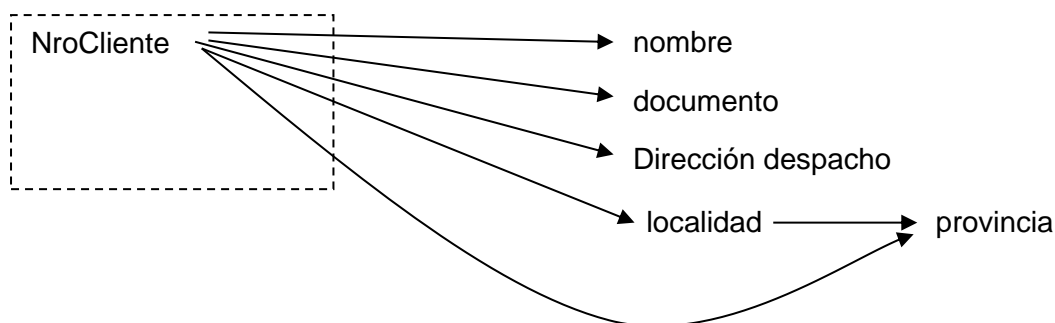 NroCliente
nombre
documento
Dirección despacho
localidad
provincia